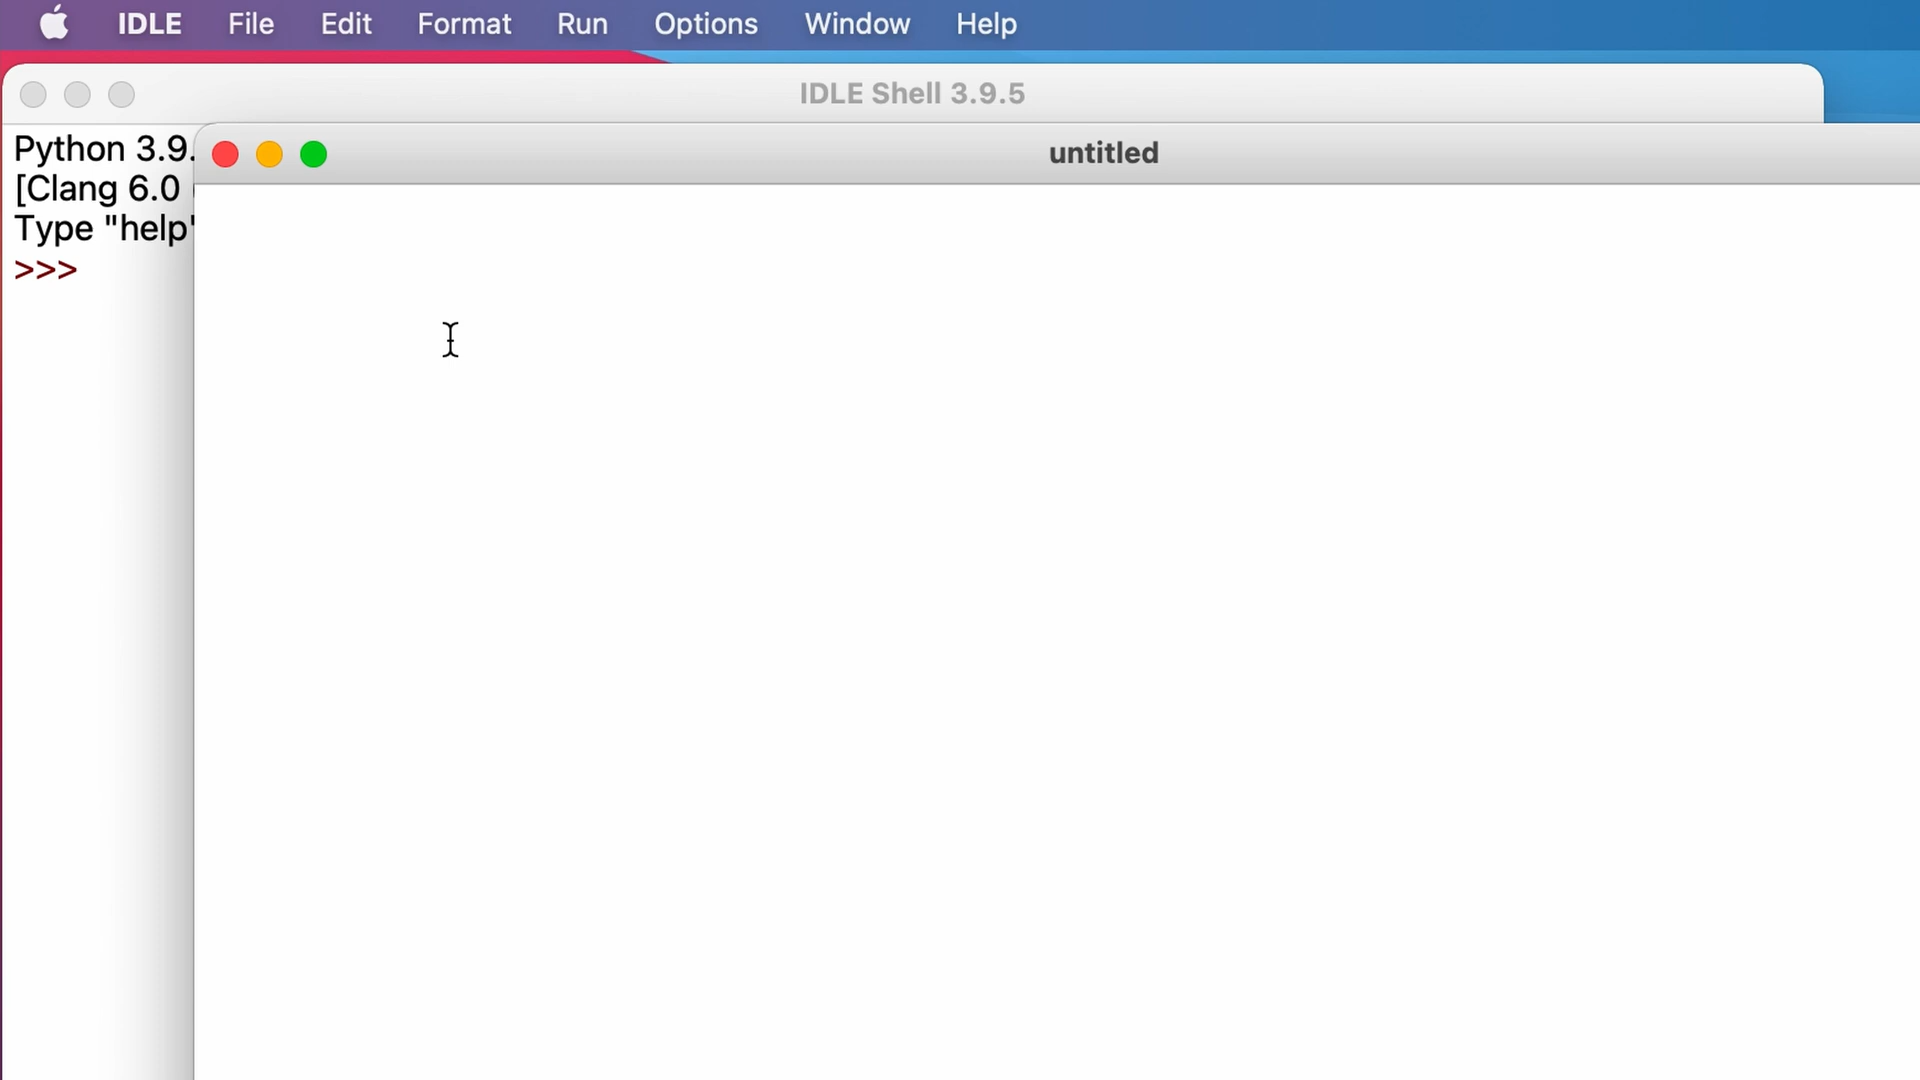 IDLE File Edit Format Run Options Window Help
IDLE Shell 3.9.5
untitled
Python 3.9.
[Clang 6.0
Type "help"
>>>